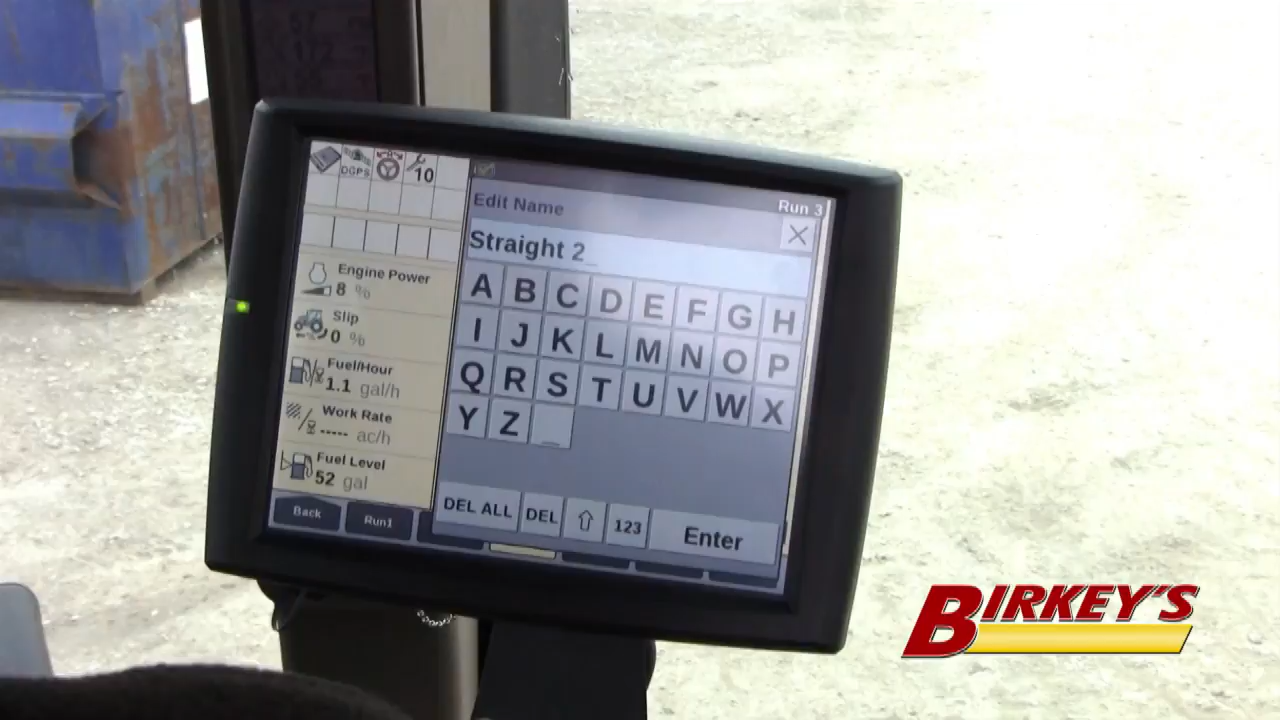 DGPS
10
Run 3
Edit Name
Straight 2_
Engine Power
8 %
Slip
0 %
Fuel/Hour
1.1 gal/h
Work Rate
----- ac/h
Fuel Level
52 gal
A B C D E F G H
I J K L M N O P
Q R S T U V W X
Y Z _
DEL ALL DEL 123 Enter
Back Run1
BIRKEY'S